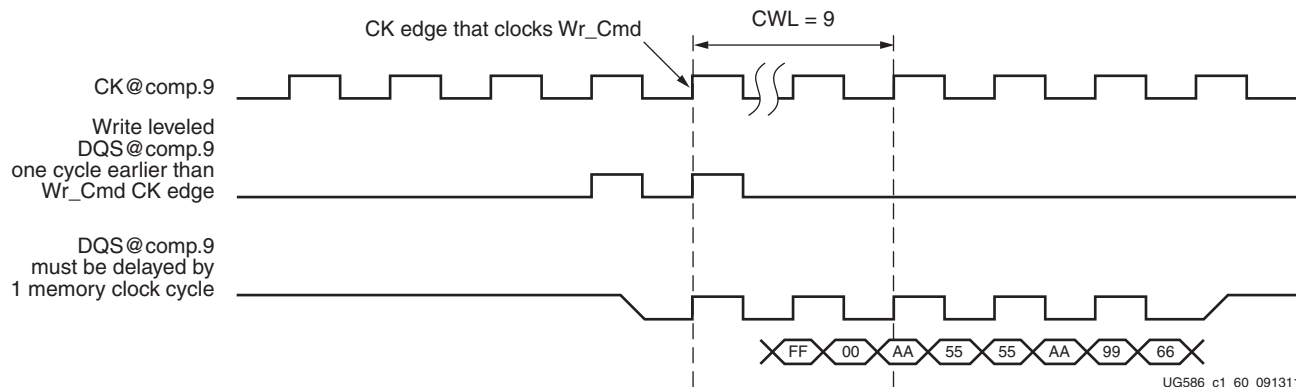 CWL = 9
CK edge that clocks Wr_Cmd
CK@comp.9
Write leveled
DQS@comp.9
one cycle earlier than
Wr_Cmd CK edge
DQS@comp.9
must be delayed by
1 memory clock cycle
FF 00 AA 55 55 AA 99 66
UG586_c1_60_091311